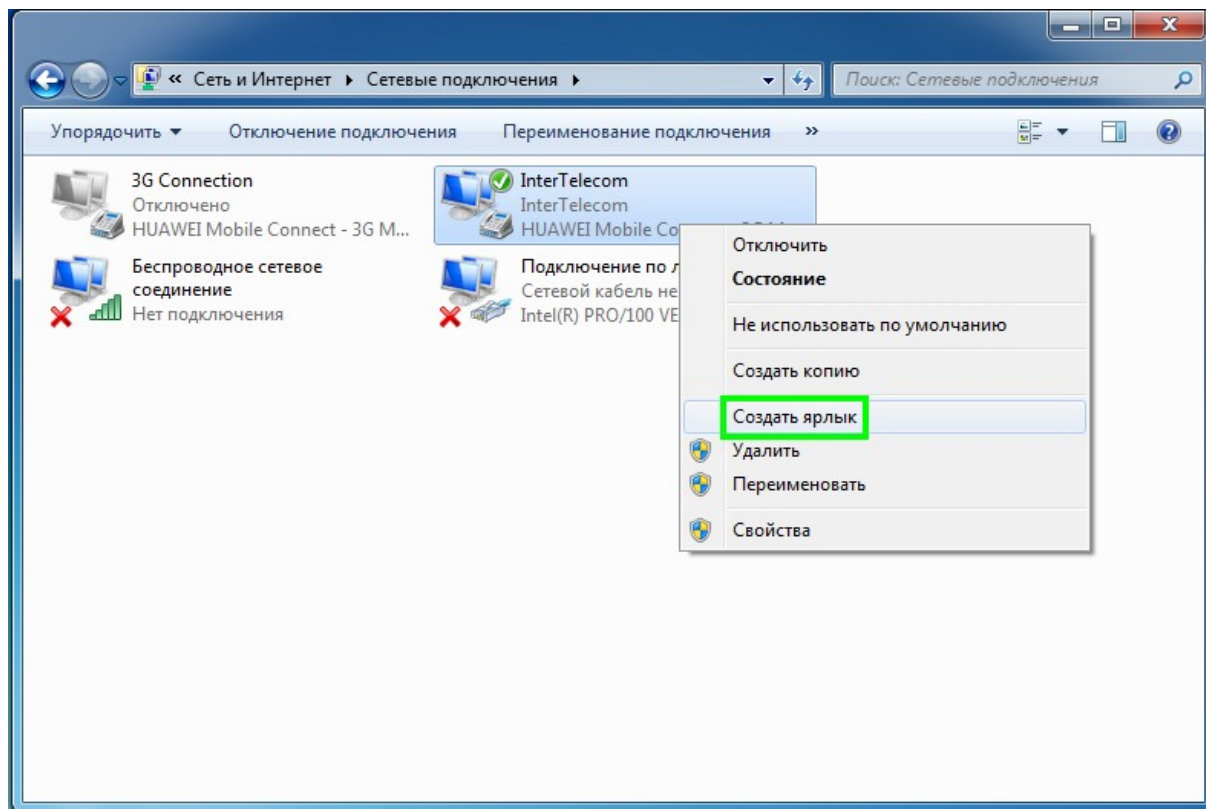 « Сеть и Интернет Сетевые подключения
Поиск: Сетевые подключения
Упорядочить Отключение подключения Переименование подключения »
3G Connection
Отключено
HUAWEI Mobile Connect - 3G M...
InterTelecom
InterTelecom
HUAWEI Mobile Co
Беспроводное сетевое
соединение
Нет подключения
Подключение по л
Сетевой кабель не
Intel(R) PRO/100 VE
Отключить
Состояние
Не использовать по умолчанию
Создать копию
Создать ярлык
Удалить
Переименовать
Свойства